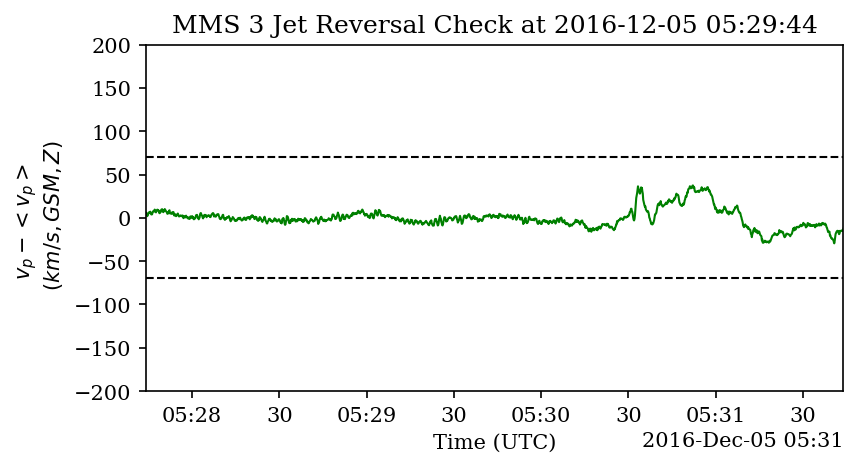 MMS 3 Jet Reversal Check at 2016-12-05 05:29:44
200
150
100
50
0
−50
−100
−150
−200
v_p − < v_p >
(km/s, GSM, Z)
05:28 30 05:29 30 05:30 30 05:31 30
Time (UTC)
2016-Dec-05 05:31